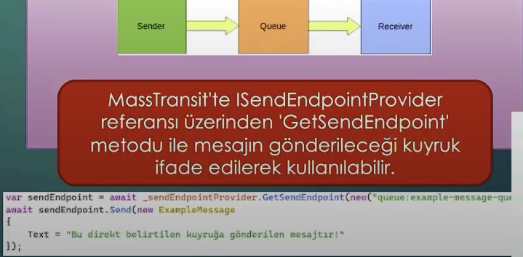 Sender
Queue
Receiver
MassTransit'te ISendEndpointProvider
referansı üzerinden 'GetSendEndpoint'
metodu ile mesajın gönderileceği kuyruk
ifade edilerek kullanılabilir.
var sendEndpoint = await _sendEndpointProvider.GetSendEndpoint(new("queue:example-message-que
await sendEndpoint.Send(new ExampleMessage
{
Text = "Bu direkt belirtilen kuyruğa gönderilen mesajtır!"
});